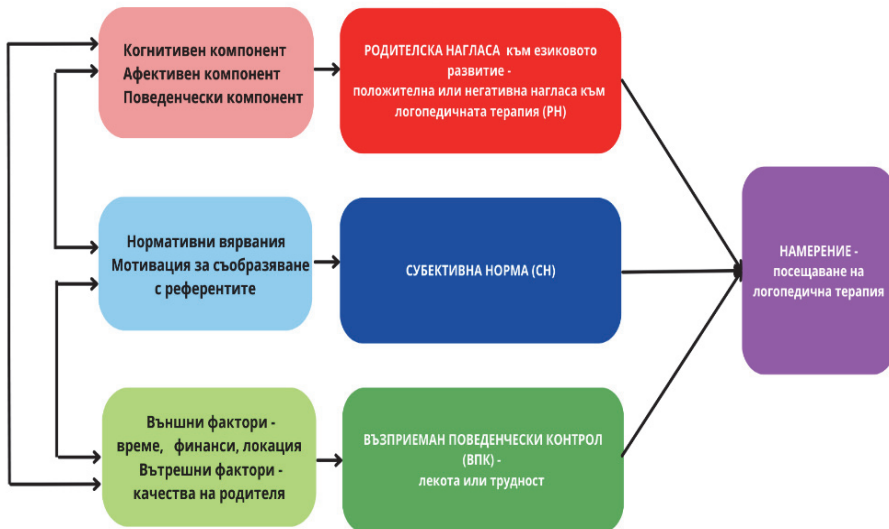 Когнитивен компонент
Афективен компонент
Поведенчески компонент
РОДИТЕЛСКА НАГЛАСА към езиковото
развитие -
положителна или негативна нагласа към
логопедичната терапия (РН)
Нормативни вярвания
Мотивация за съобразяване
с референтите
СУБЕКТИВНА НОРМА (СН)
НАМЕРЕНИЕ -
посещаване на
логопедична терапия
Външни фактори -
време, финанси, локация
Вътрешни фактори -
качества на родителя
ВЪЗПРИЕМАН ПОВЕДЕНЧЕСКИ КОНТРОЛ
(ВПК) -
лекота или трудност